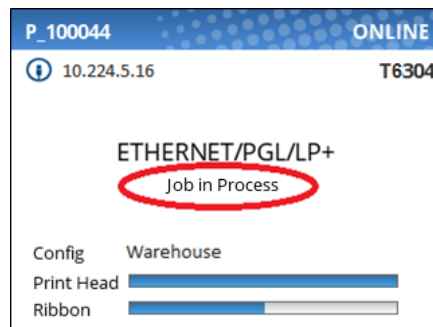 P_100044 ONLINE
10.224.5.16 T6304
ETHERNET/PGL/LP+
Job in Process
Config Warehouse
Print Head
Ribbon